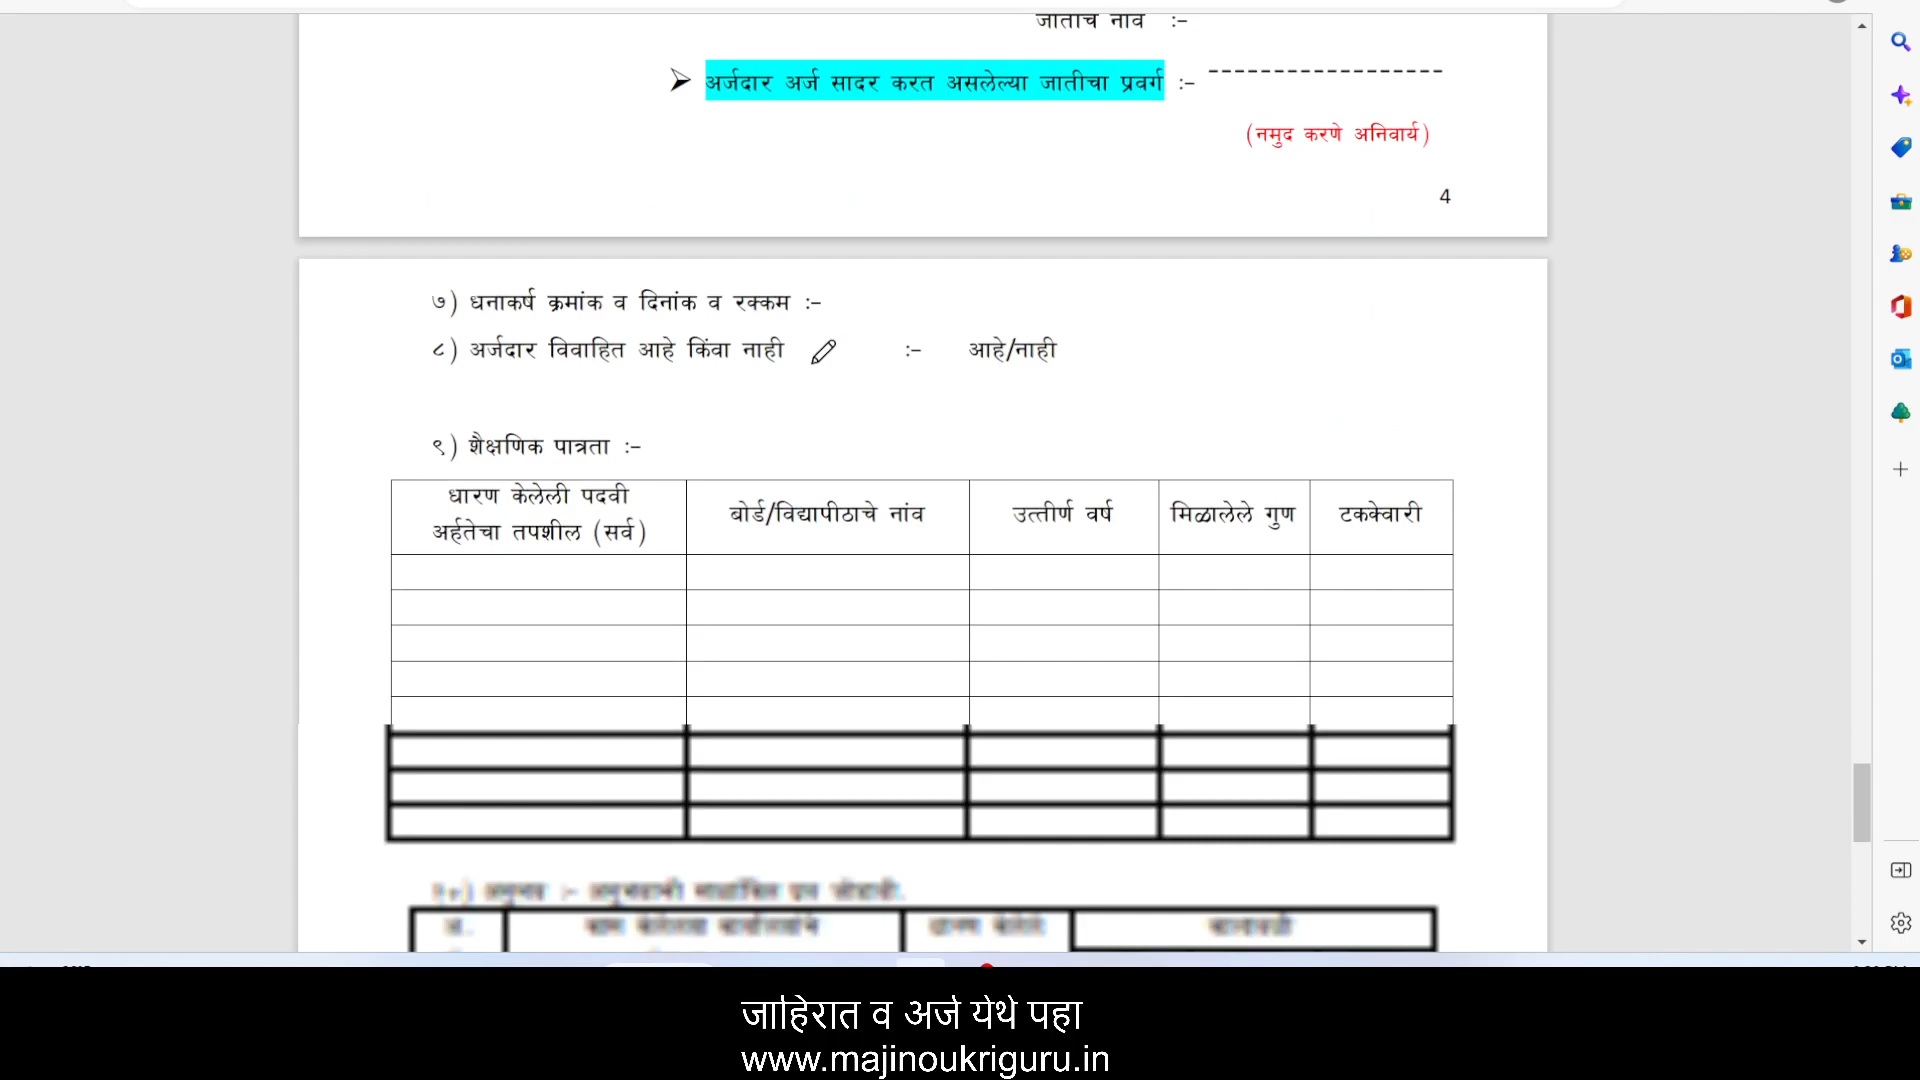 जातीचे नाव :-
➢ अर्जदार अर्ज सादर करत असलेल्या जातीचा प्रवर्ग :- ------------------
(नमुद करणे अनिवार्य)
4
७) धनाकर्ष क्रमांक व दिनांक व रक्कम :-
८) अर्जदार विवाहित आहे किंवा नाही :- आहे/नाही
९) शैक्षणिक पात्रता :-
धारण केलेली पदवी अर्हतेचा तपशील (सर्व) बोर्ड/विद्यापीठाचे नांव उत्तीर्ण वर्ष मिळालेले गुण टक्केवारी
जाहिरात व अर्ज येथे पहा
www.majinoukriguru.in